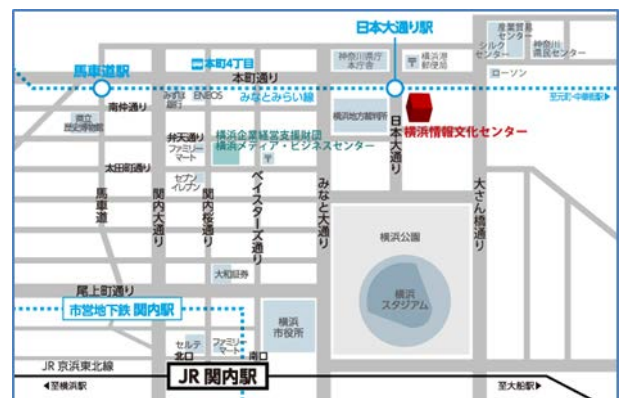 日本大通り駅
産業貿易
センター
シルク
センター
神奈川
県民センター
神奈川県庁
本庁舎
横浜港
郵便局
ローソン
馬車道駅
本町4丁目
本町通り
みなとみらい線
至元町・中華街駅▶
南仲通り
みずほ
銀行
ENEOS
県立
歴史博物館
横浜地方裁判所
日本大通り
横浜情報文化センター
弁天通り
ファミリー
マート
横浜企業経営支援財団
横浜メディア・ビジネスセンター
太田町通り
セブン
イレブン
馬車道
関内大通り
関内桜通り
ベイスターズ通り
みなと大通り
大さん橋通り
横浜公園
横浜
スタジアム
大和証券
尾上町通り
市営地下鉄 関内駅
横浜
市役所
セルテ
ファミリー
マート
北口
南口
JR 京浜東北線
JR 関内駅
◀至横浜駅
至大船駅▶